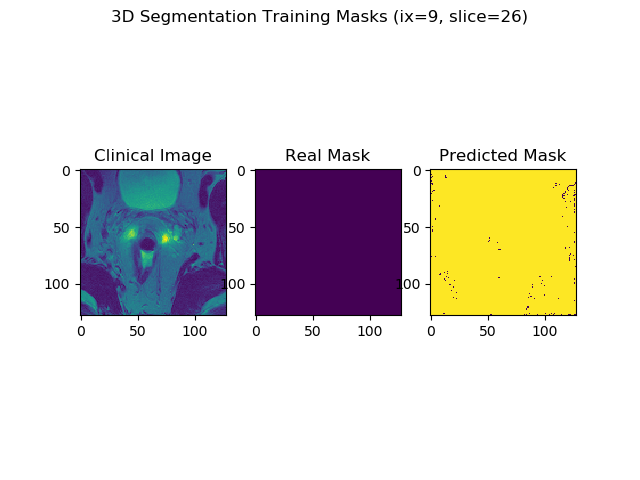 3D Segmentation Training Masks (ix=9, slice=26)
Clinical Image Real Mask Predicted Mask
0 0 0
50 50 50
100 100 100
0 50 100 0 50 100 0 50 100